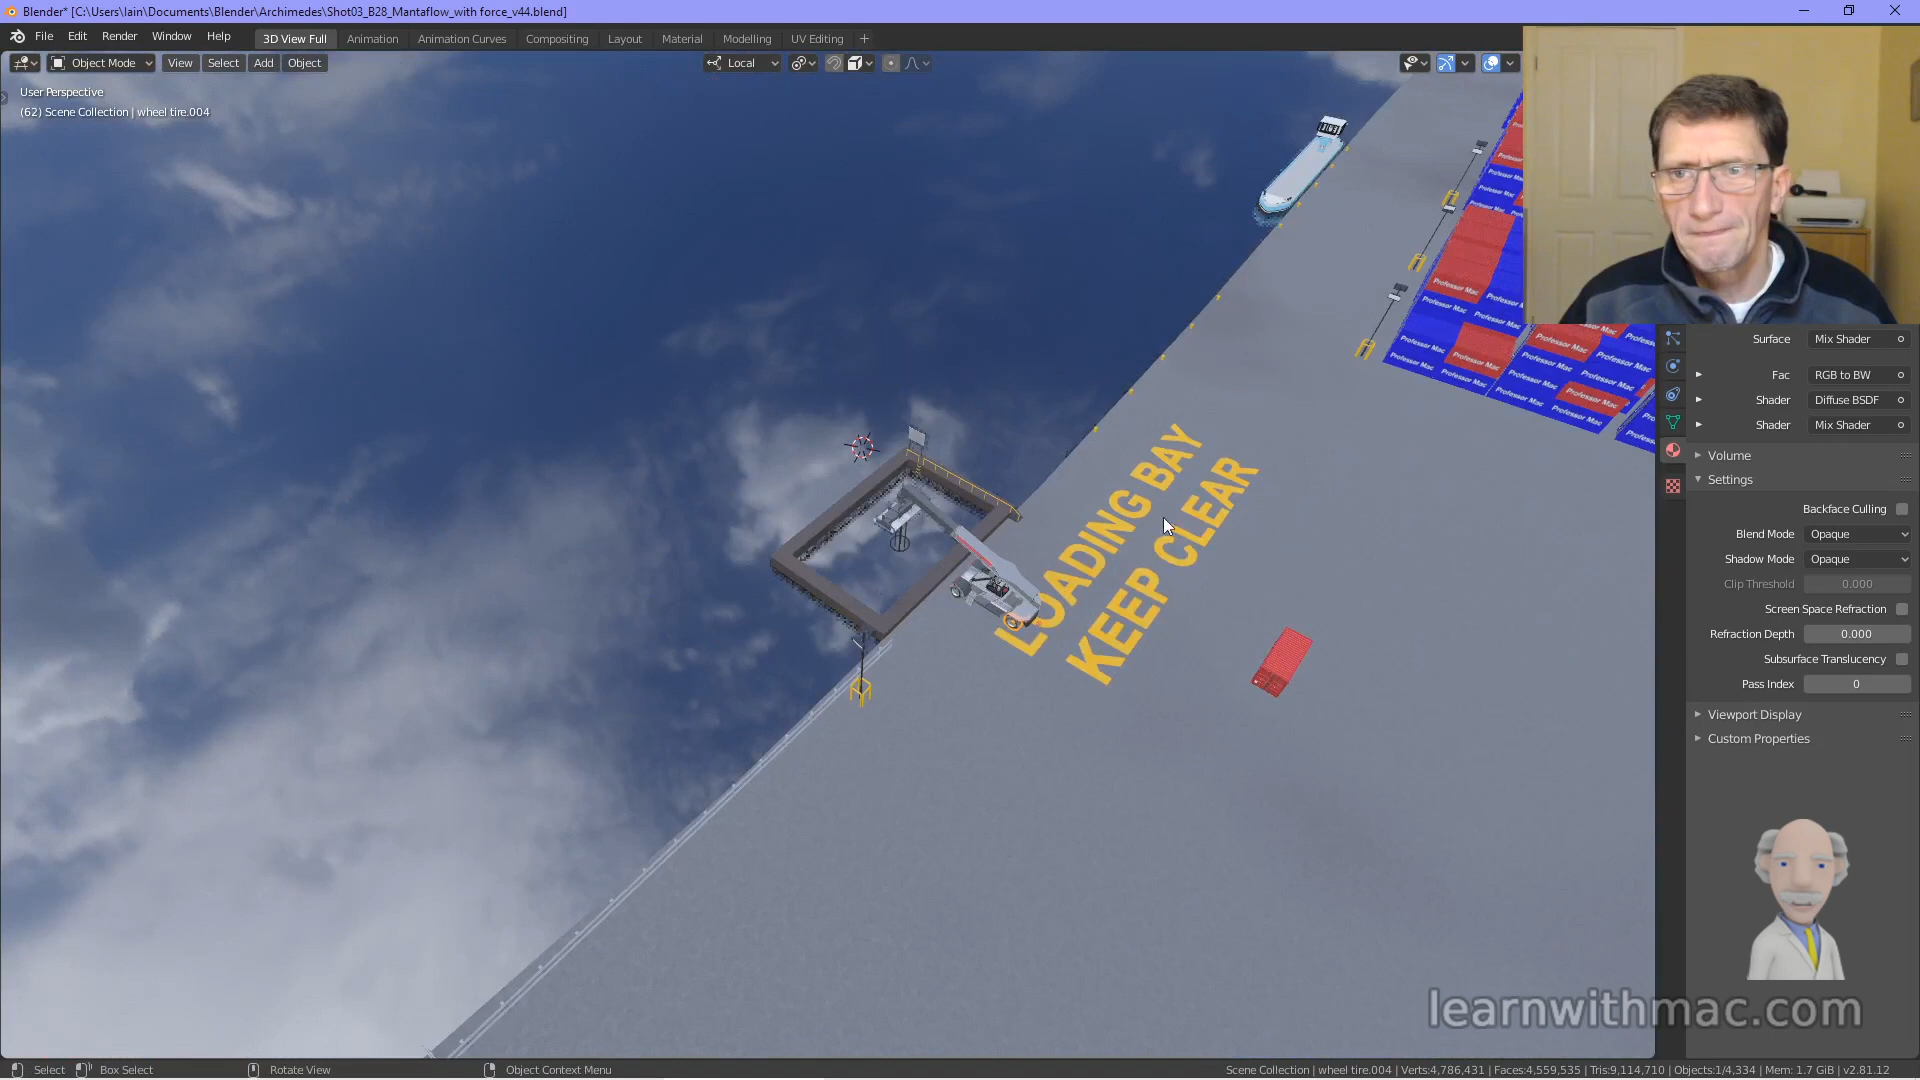 Blender* [C:\Users\Iain\Documents\Blender\Archimedes\Shot03_B28_Mantaflow_with force_v44.blend]
File Edit Render Window Help 3D View Full Animation Animation Curves Compositing Layout Material Modelling UV Editing +
Object Mode View Select Add Object Local
User Perspective
(62) Scene Collection | wheel tire.004
Professor Mac
LOADING BAY
KEEP CLEAR
Surface Mix Shader
Fac RGB to BW
Shader Diffuse BSDF
Shader Mix Shader
Volume
Settings
Backface Culling
Blend Mode Opaque
Shadow Mode Opaque
Clip Threshold 0.000
Screen Space Refraction
Refraction Depth 0.000
Subsurface Translucency
Pass Index 0
Viewport Display
Custom Properties
learnwithmac.com
Select Box Select Rotate View Object Context Menu Scene Collection | wheel tire.004 | Verts:4,786,431 | Faces:4,559,535 | Tris:9,114,710 | Objects:1/4,334 | Mem: 1.7 GiB | v2.81.12